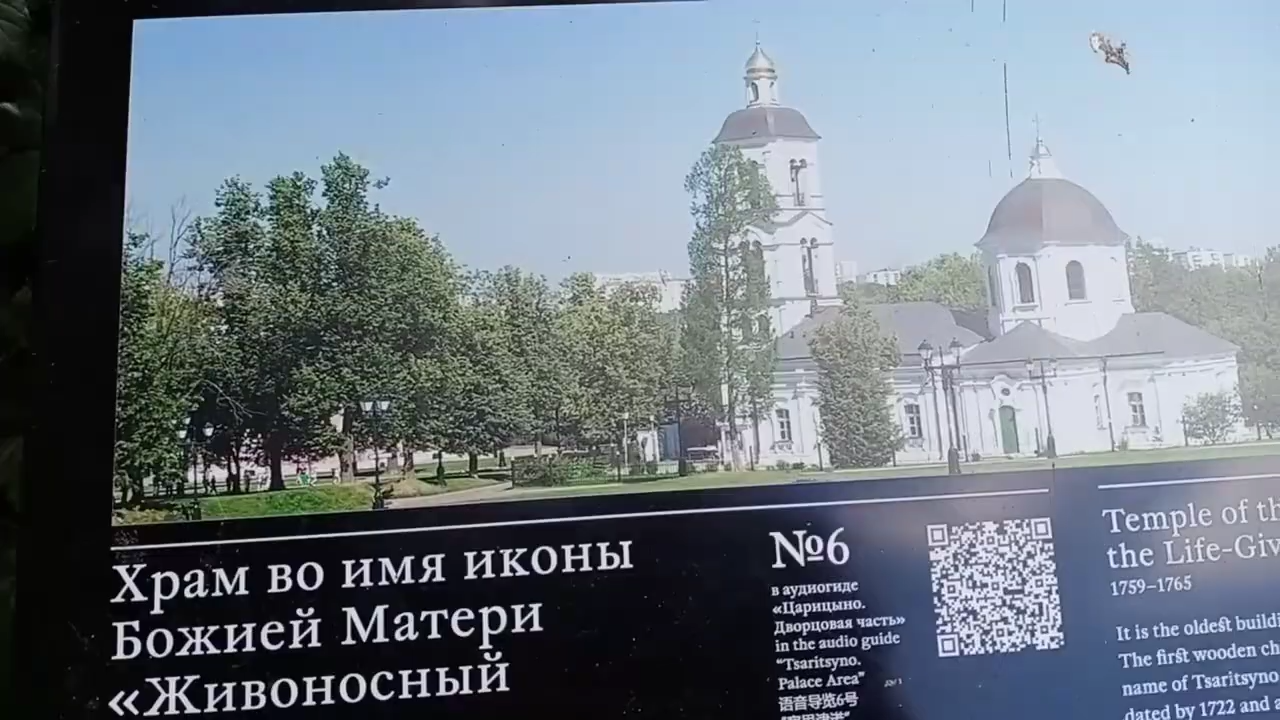 Храм во имя иконы
Божией Матери
«Живоносный
№6
в аудиогиде
«Царицыно.
Дворцовая часть»
in the audio guide
“Tsaritsyno.
Palace Area”
语音导览6号
Temple of th
the Life-Giv
1759–1765
It is the oldest buildi
The first wooden ch
name of Tsaritsyno
dated by 1722 and a